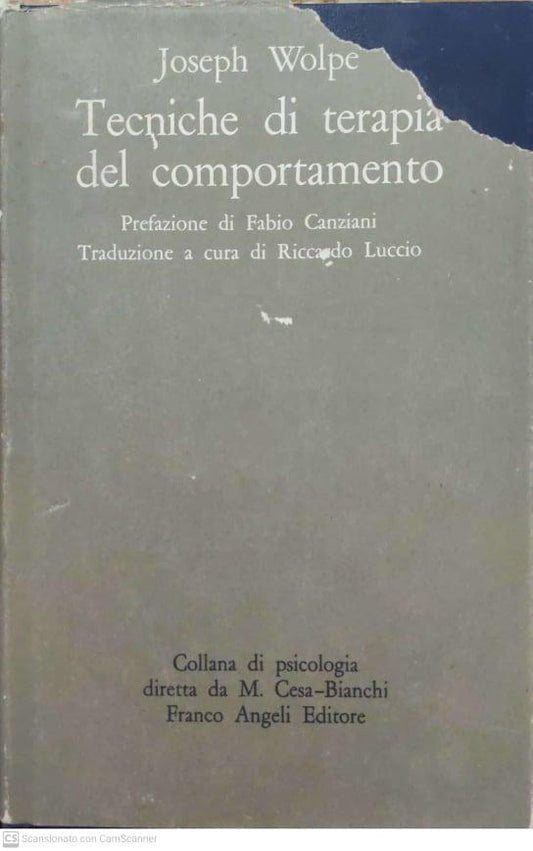 Joseph Wolpe
Tecniche di terapia
del comportamento
Prefazione di Fabio Canziani
Traduzione a cura di Riccardo Luccio
Collana di psicologia
diretta da M. Cesa-Bianchi
Franco Angeli Editore
CS Scansionato con CamScanner